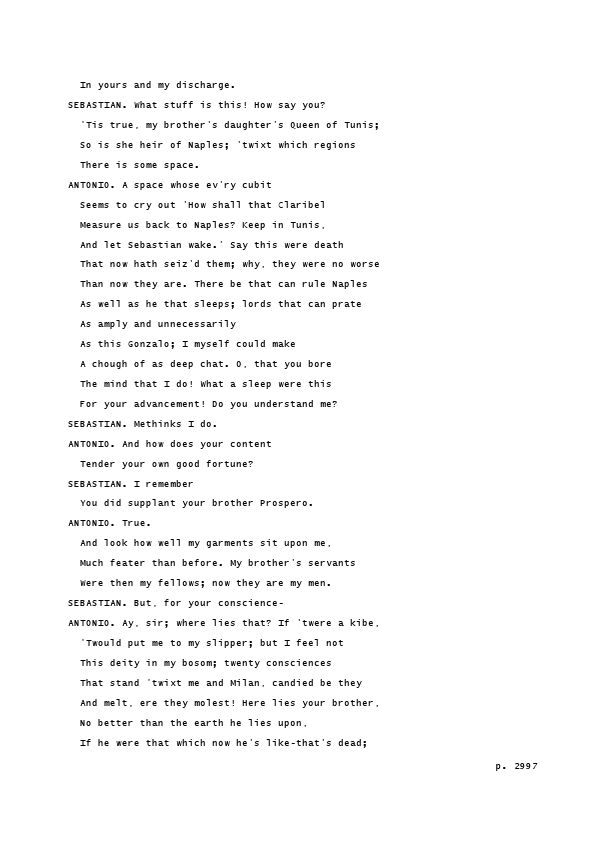 In yours and my discharge.
SEBASTIAN. What stuff is this! How say you?
'Tis true, my brother's daughter's Queen of Tunis;
So is she heir of Naples; 'twixt which regions
There is some space.
ANTONIO. A space whose ev'ry cubit
Seems to cry out 'How shall that Claribel
Measure us back to Naples? Keep in Tunis,
And let Sebastian wake.' Say this were death
That now hath seiz'd them; why, they were no worse
Than now they are. There be that can rule Naples
As well as he that sleeps; lords that can prate
As amply and unnecessarily
As this Gonzalo; I myself could make
A chough of as deep chat. O, that you bore
The mind that I do! What a sleep were this
For your advancement! Do you understand me?
SEBASTIAN. Methinks I do.
ANTONIO. And how does your content
Tender your own good fortune?
SEBASTIAN. I remember
You did supplant your brother Prospero.
ANTONIO. True.
And look how well my garments sit upon me,
Much feater than before. My brother's servants
Were then my fellows; now they are my men.
SEBASTIAN. But, for your conscience-
ANTONIO. Ay, sir; where lies that? If 'twere a kibe,
'Twould put me to my slipper; but I feel not
This deity in my bosom; twenty consciences
That stand 'twixt me and Milan, candied be they
And melt, ere they molest! Here lies your brother,
No better than the earth he lies upon,
If he were that which now he's like-that's dead;
p. 2997